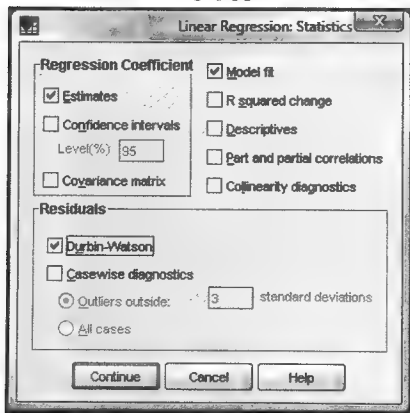 Linear Regression: Statistics
Regression Coefficient
Estimates
Confidence intervals
Level(%) 95
Covariance matrix
Model fit
R squared change
Descriptives
Part and partial correlations
Collinearity diagnostics
Residuals
Durbin-Watson
Casewise diagnostics
Outliers outside: 3 standard deviations
All cases
Continue Cancel Help